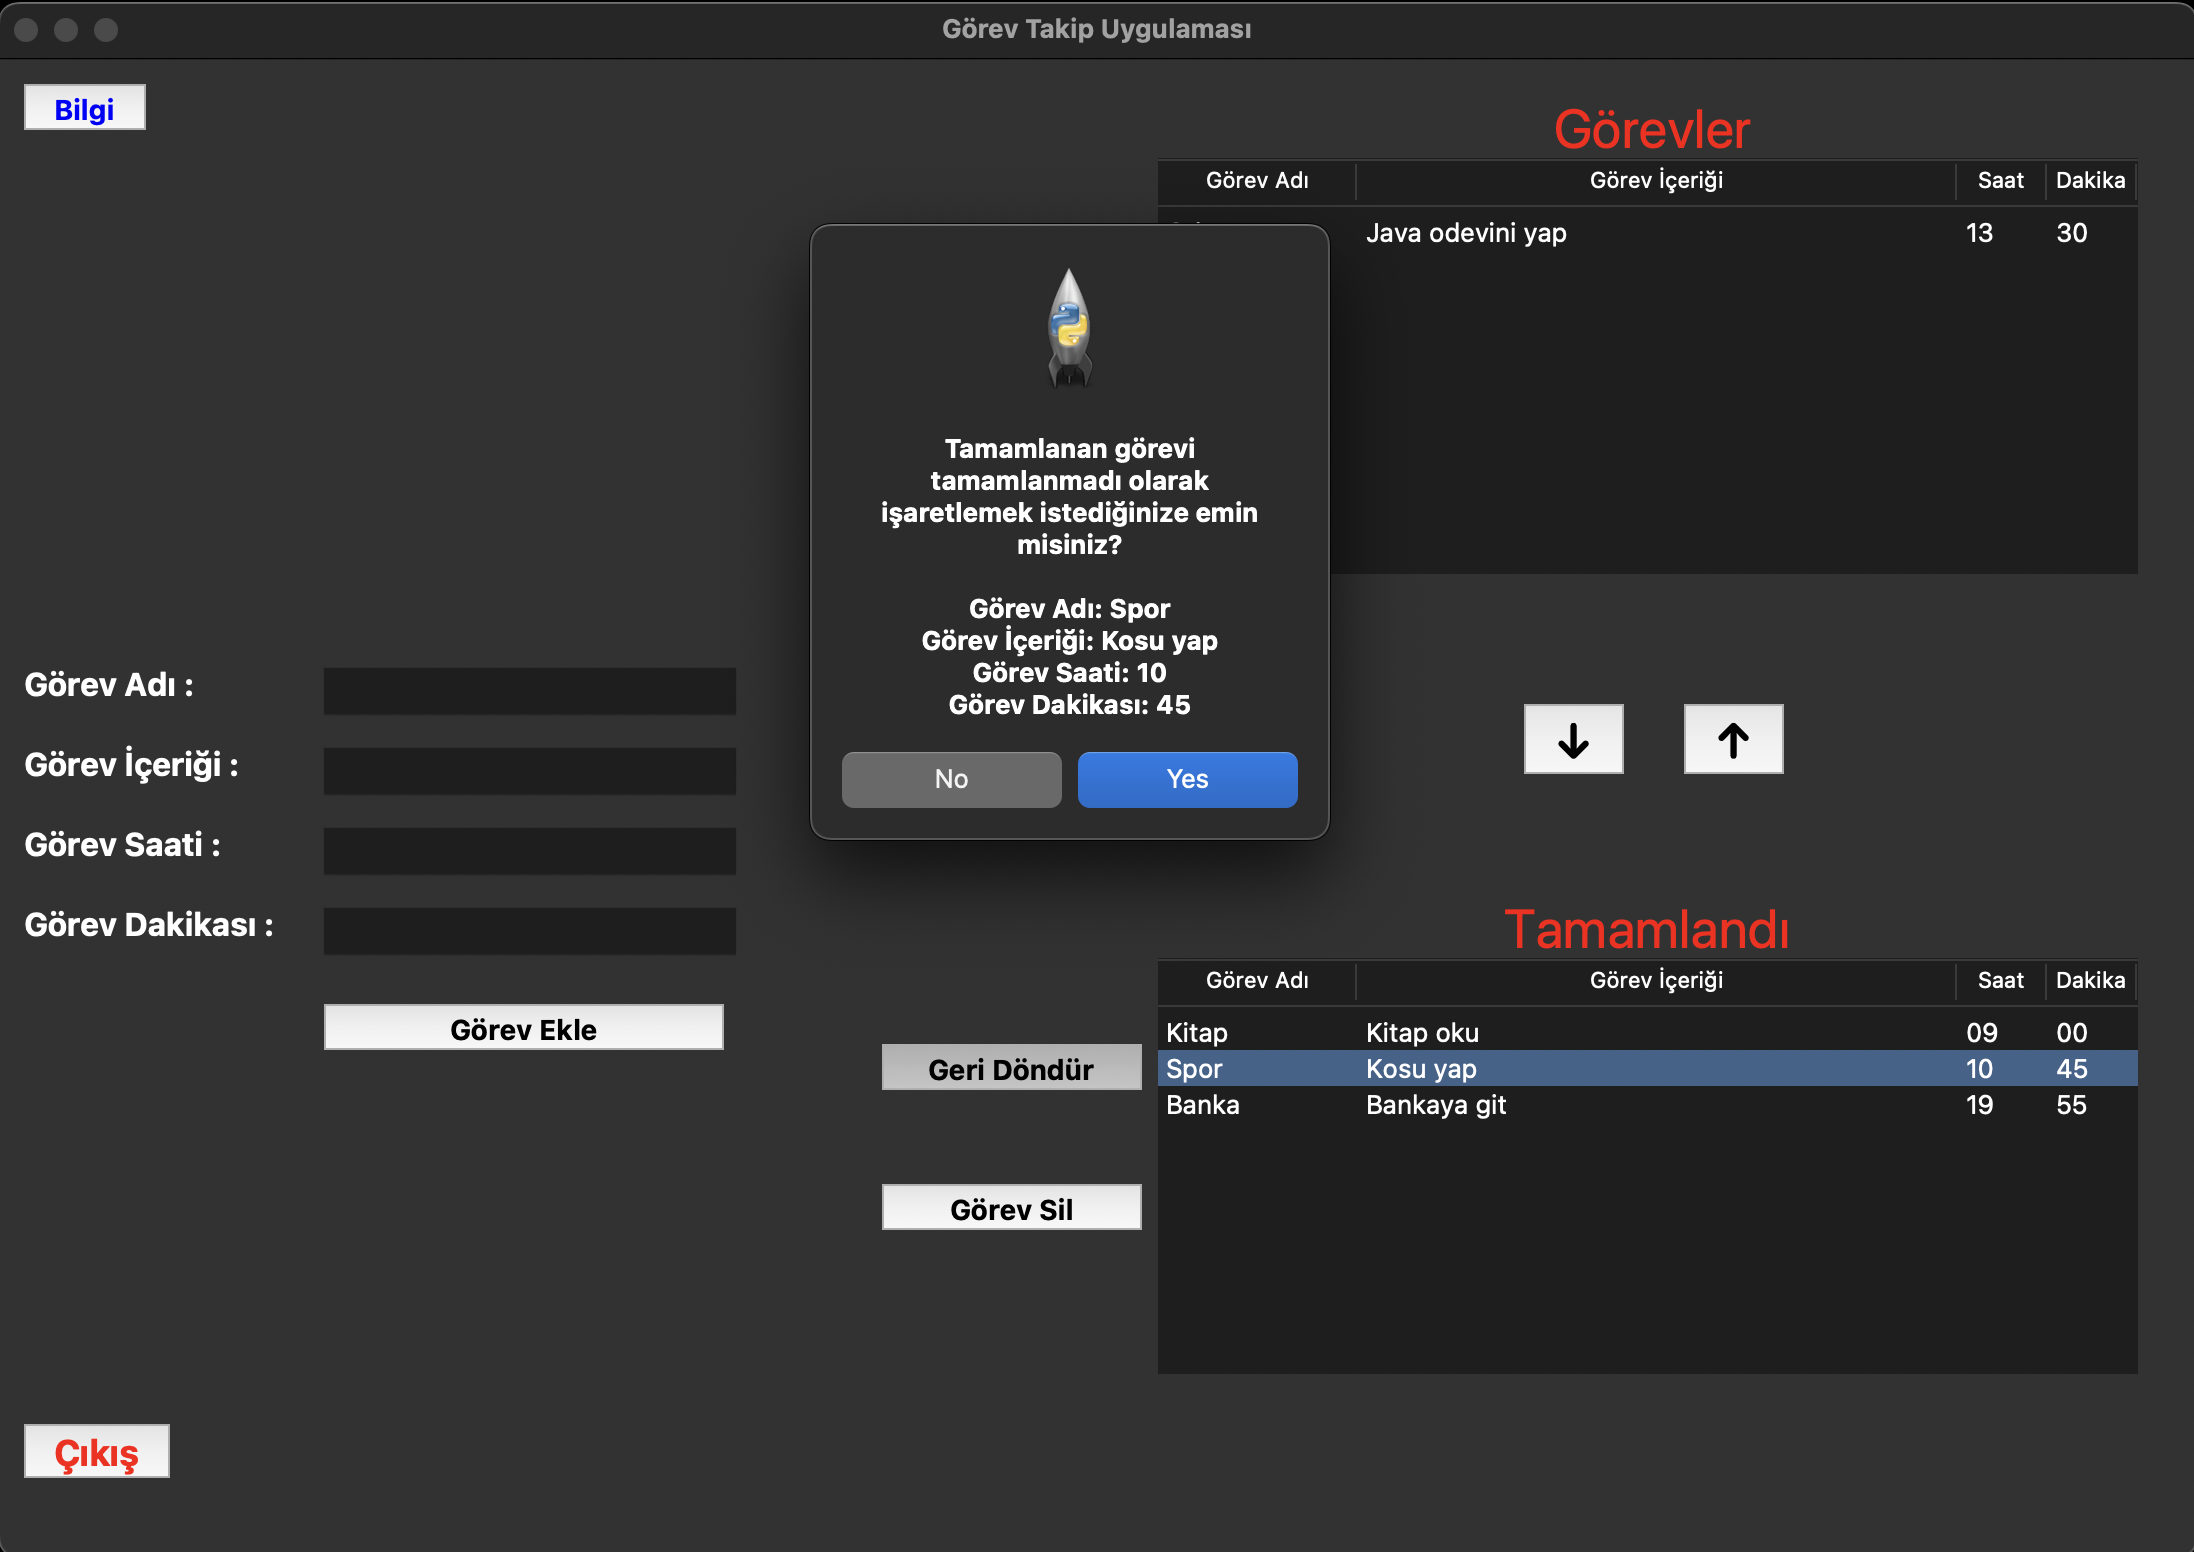 Görev Takip Uygulaması
Bilgi
Görevler
Görev Adı Görev İçeriği Saat Dakika
Java odevini yap 13 30
Tamamlanan görevi
tamamlanmadı olarak
işaretlemek istediğinize emin
misiniz?
Görev Adı: Spor
Görev İçeriği: Kosu yap
Görev Saati: 10
Görev Dakikası: 45
No Yes
Görev Adı :
Görev İçeriği :
Görev Saati :
Görev Dakikası :
Görev Ekle
↓ ↑
Tamamlandı
Görev Adı Görev İçeriği Saat Dakika
Kitap Kitap oku 09 00
Spor Kosu yap 10 45
Banka Bankaya git 19 55
Geri Döndür
Görev Sil
Çıkış